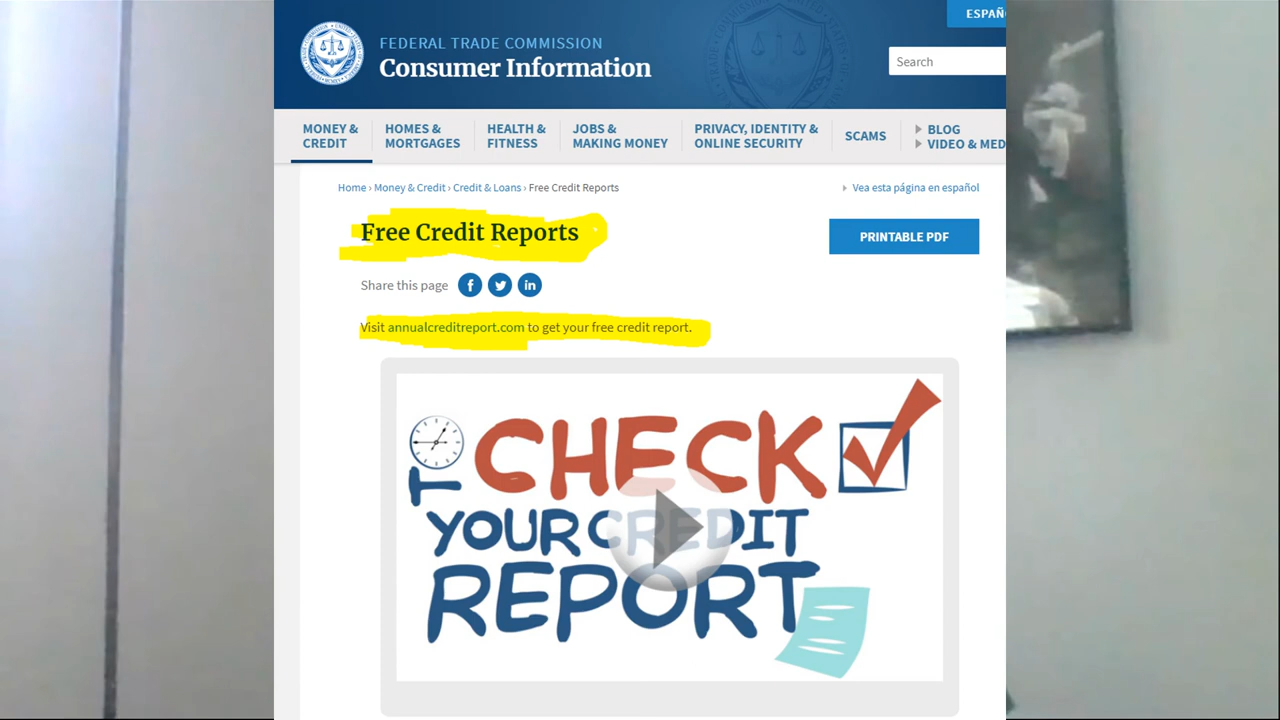 ESPAÑ
FEDERAL TRADE COMMISSION
Consumer Information
Search
MONEY & CREDIT
HOMES & MORTGAGES
HEALTH & FITNESS
JOBS & MAKING MONEY
PRIVACY, IDENTITY & ONLINE SECURITY
SCAMS
BLOG
VIDEO & MED
Home › Money & Credit › Credit & Loans › Free Credit Reports
Vea esta página en español
Free Credit Reports
PRINTABLE PDF
Share this page
f
in
Visit annualcreditreport.com to get your free credit report.
TO CHECK
YOUR CREDIT
REPORT